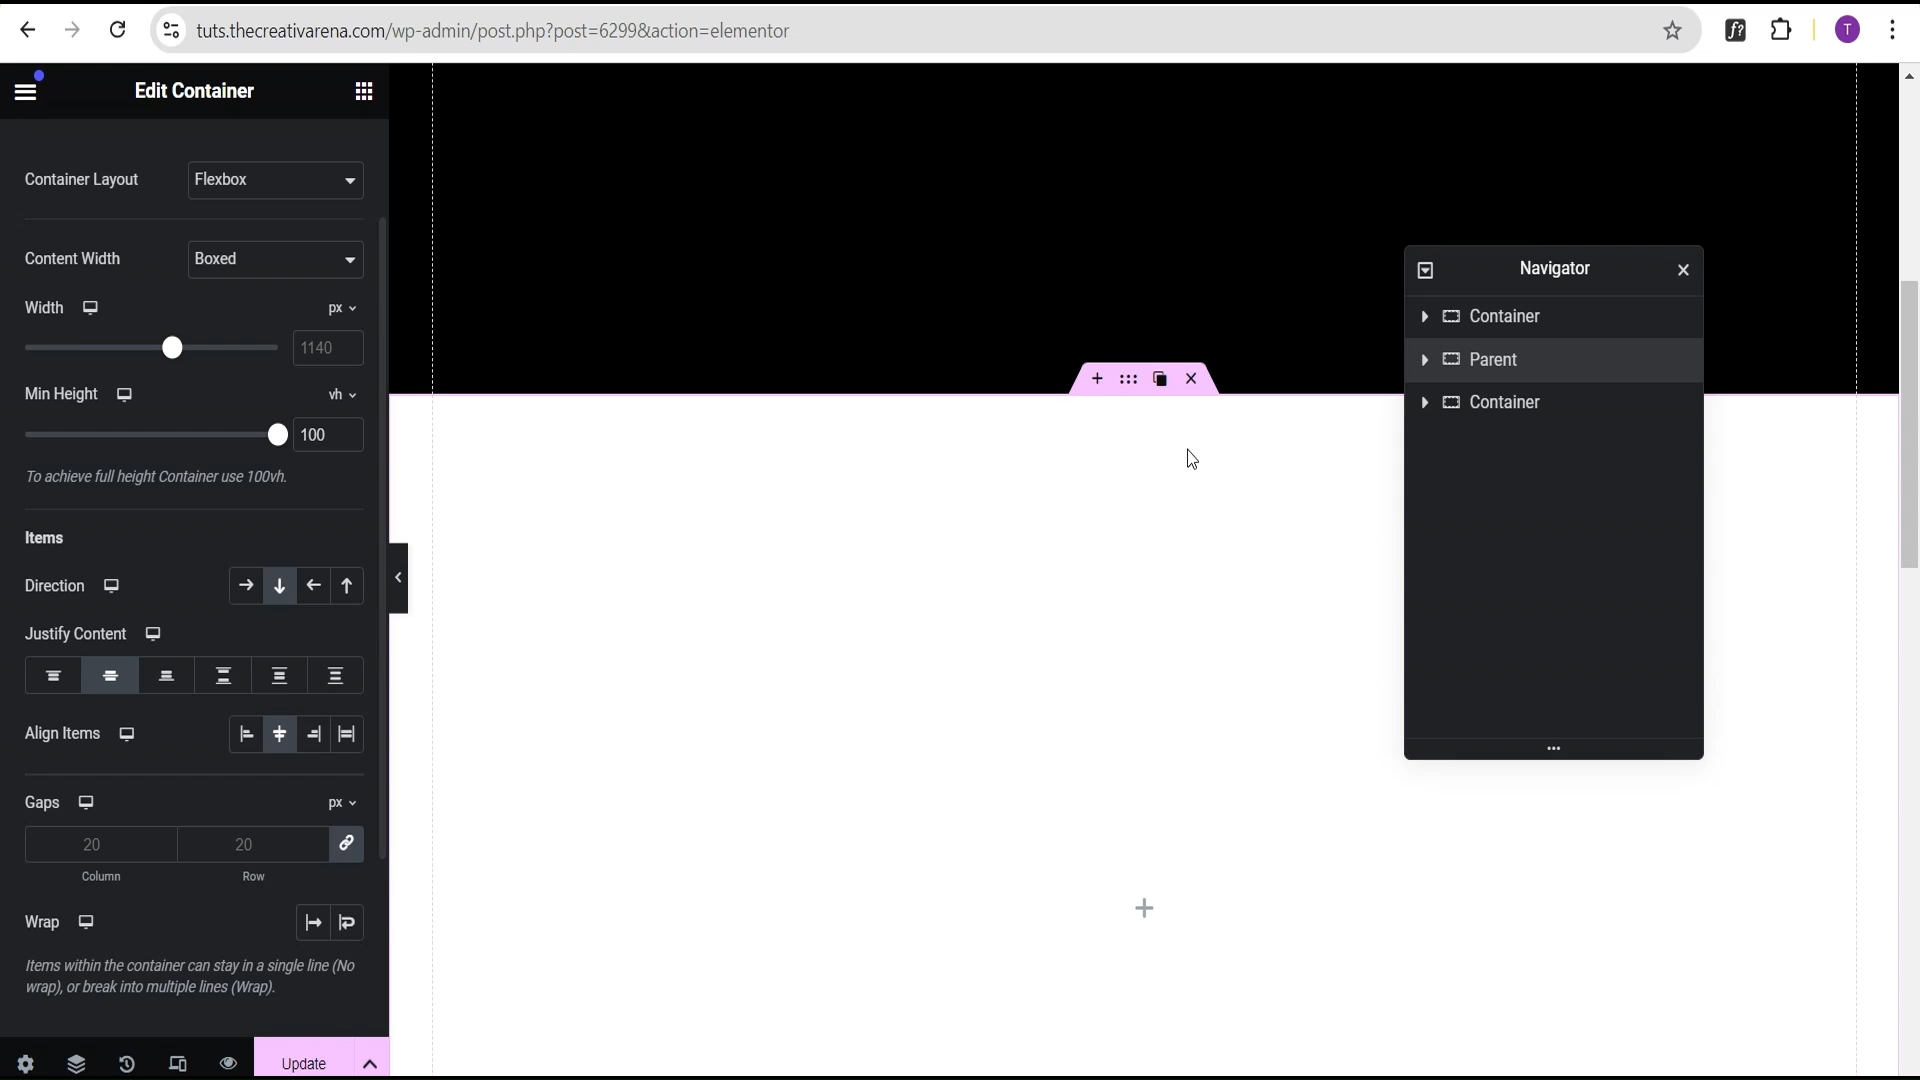 tuts.thecreativarena.com/wp-admin/post.php?post=6299&action=elementor
T
Edit Container
Container Layout
Flexbox
Content Width
Boxed
Width
px
1140
Min Height
vh
100
To achieve full height Container use 100vh.
Items
Direction
Justify Content
Align Items
Gaps
px
20
20
Column
Row
Wrap
Items within the container can stay in a single line (No
wrap), or break into multiple lines (Wrap).
Update
Navigator
Container
Parent
Container